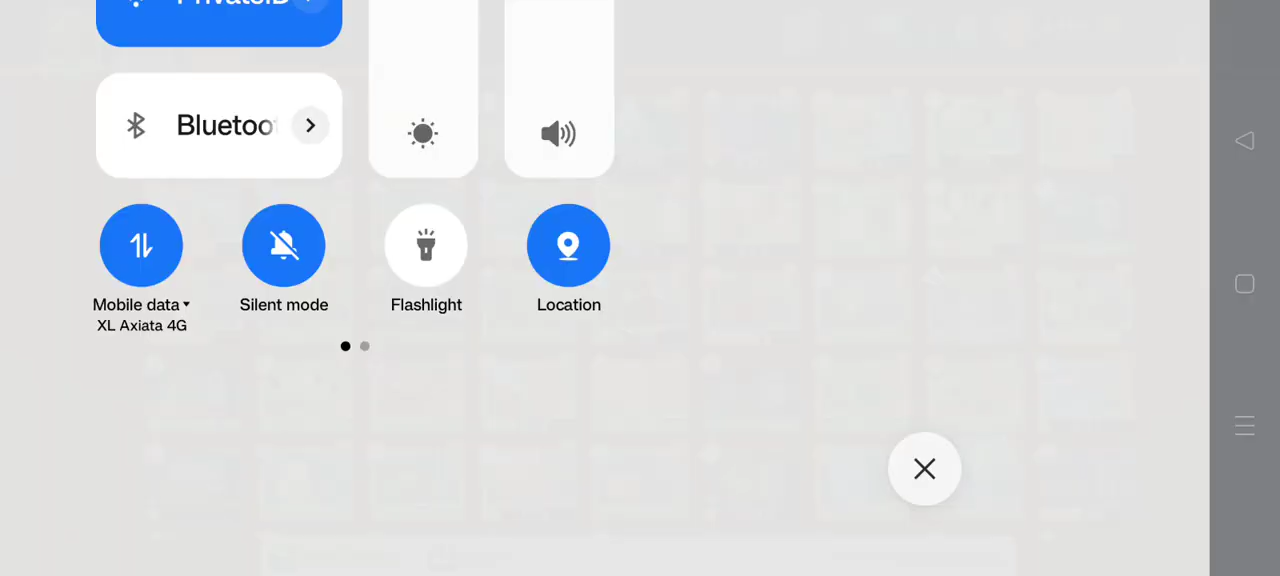 Bluetoo
Mobile data
XL Axiata 4G
Silent mode
Flashlight
Location